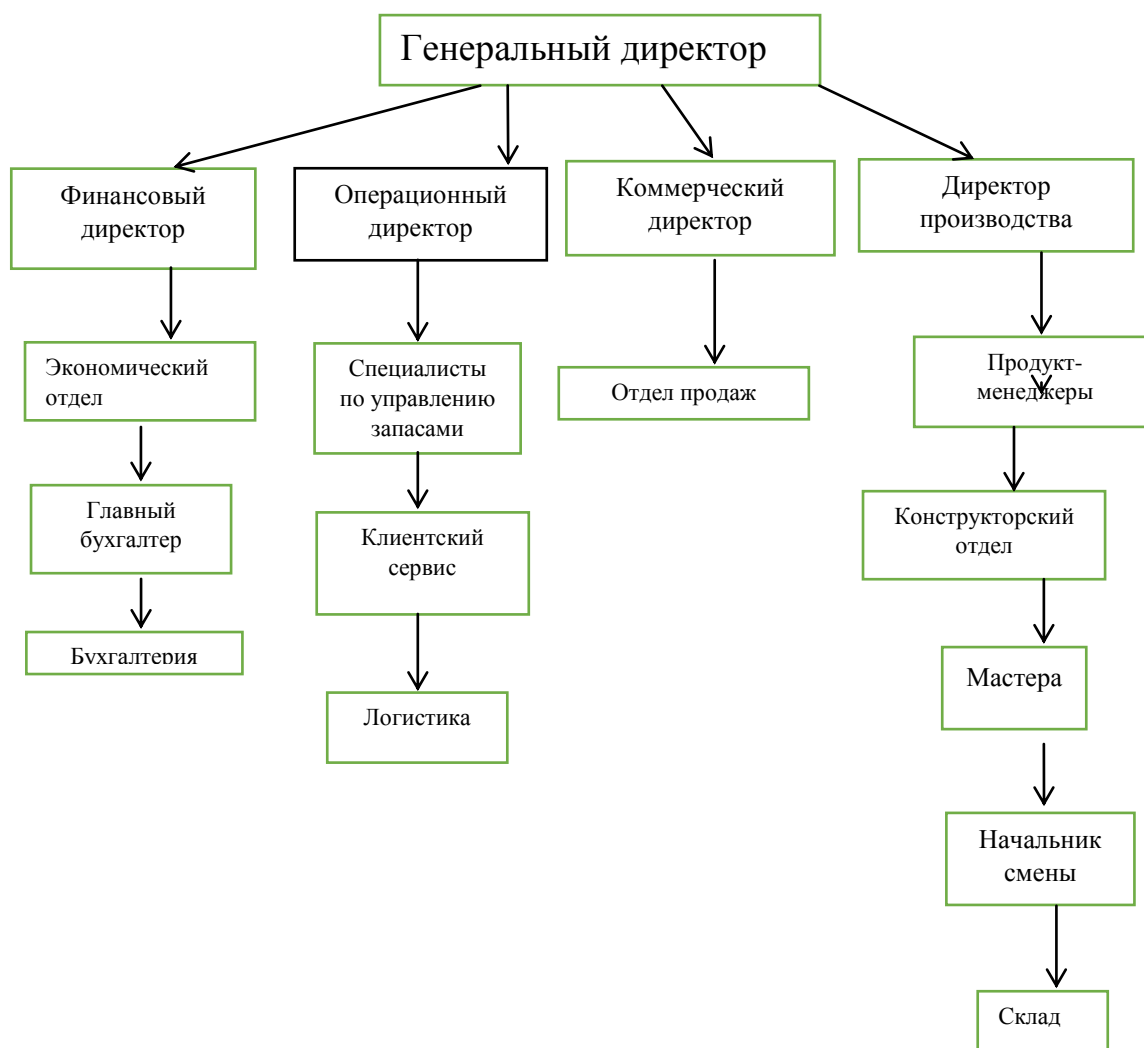 Генеральный директор
Финансовый
директор
Операционный
директор
Коммерческий
директор
Директор
производства
Экономический
отдел
Специалисты
по управлению
запасами
Отдел продаж
Продукт-
менеджеры
Главный
бухгалтер
Клиентский
сервис
Конструкторский
отдел
Бухгалтерия
Логистика
Мастера
Начальник
смены
Склад